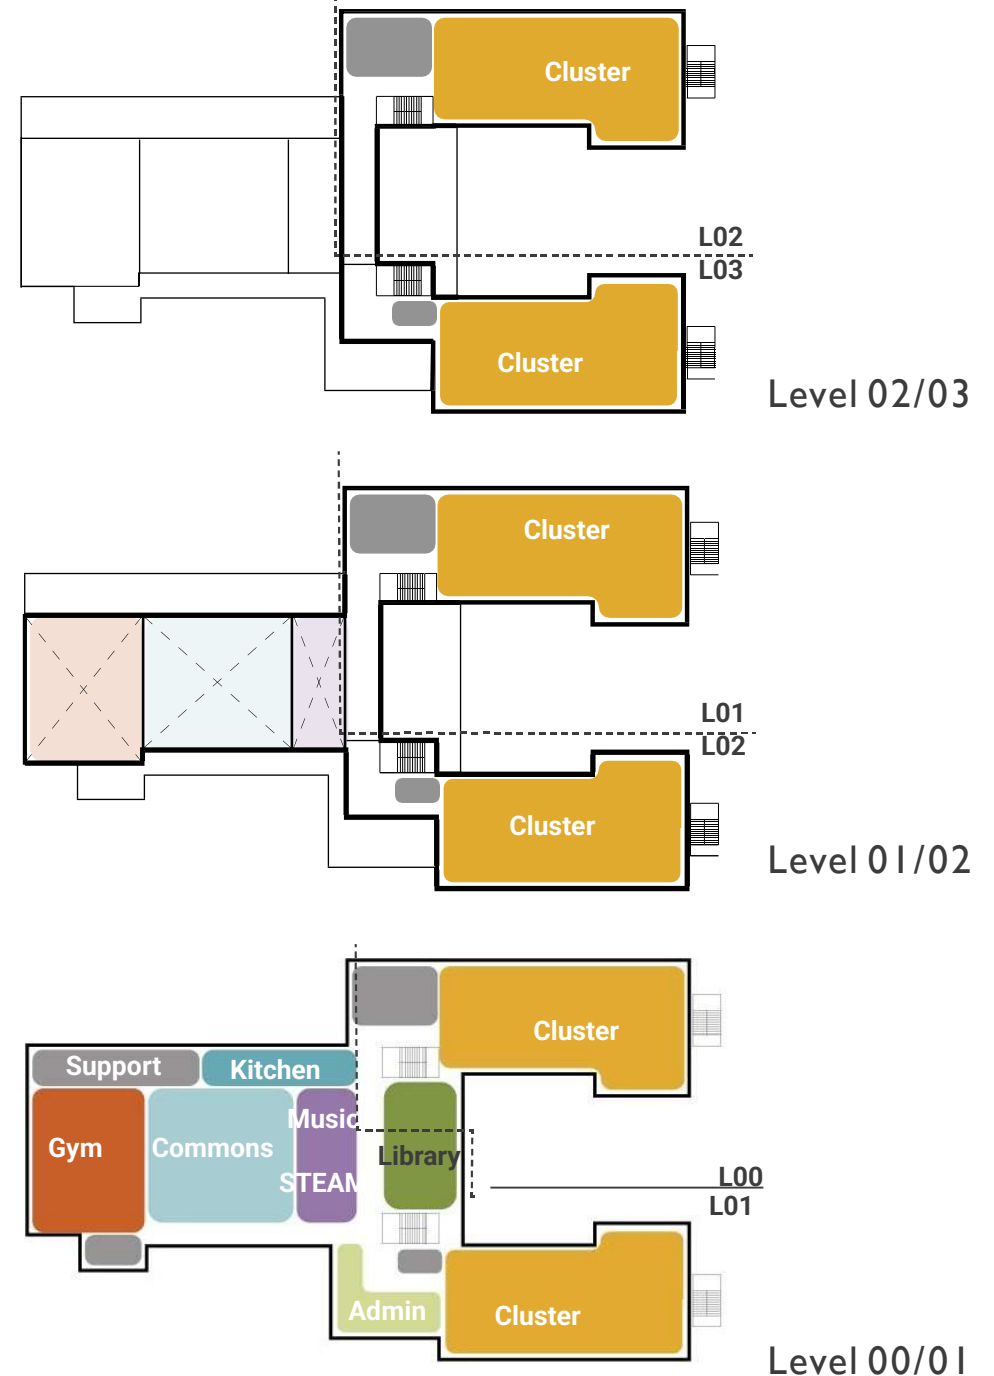 Cluster
L02
L03
Cluster
Level 02/03
Cluster
L01
L02
Cluster
Level 01/02
Cluster
Support
Kitchen
Music
Gym
Commons
Library
STEAM
L00
L01
Admin
Cluster
Level 00/01